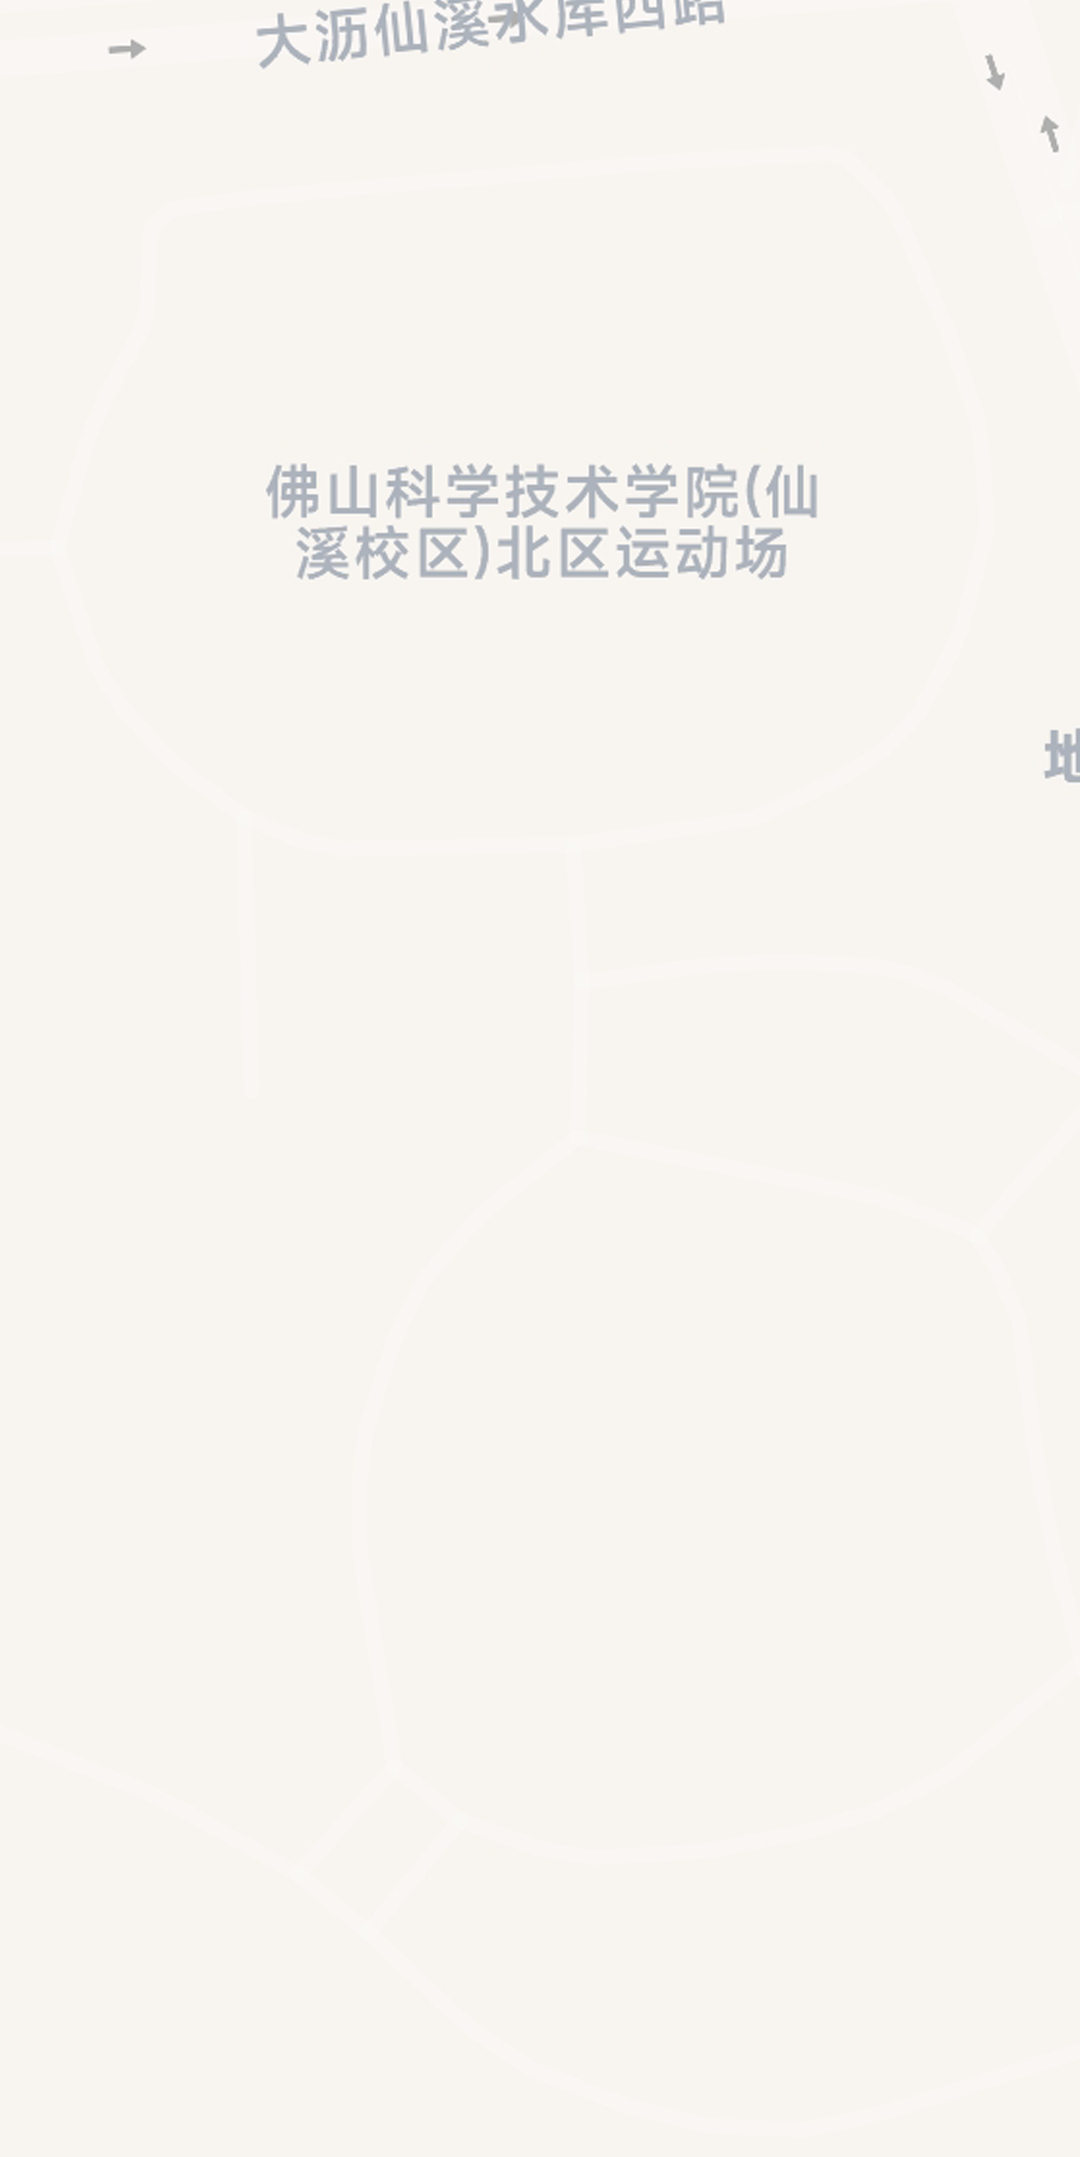 大沥仙溪水库西路
佛山科学技术学院(仙
溪校区)北区运动场
地